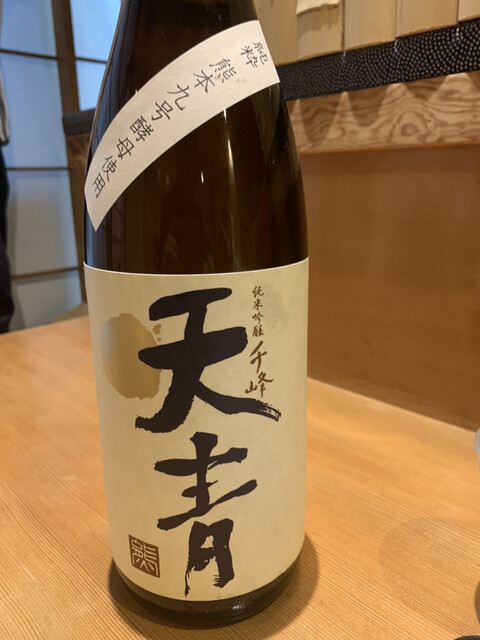 純粋 熊本九号酵母使用
純米吟醸 千峰
天青